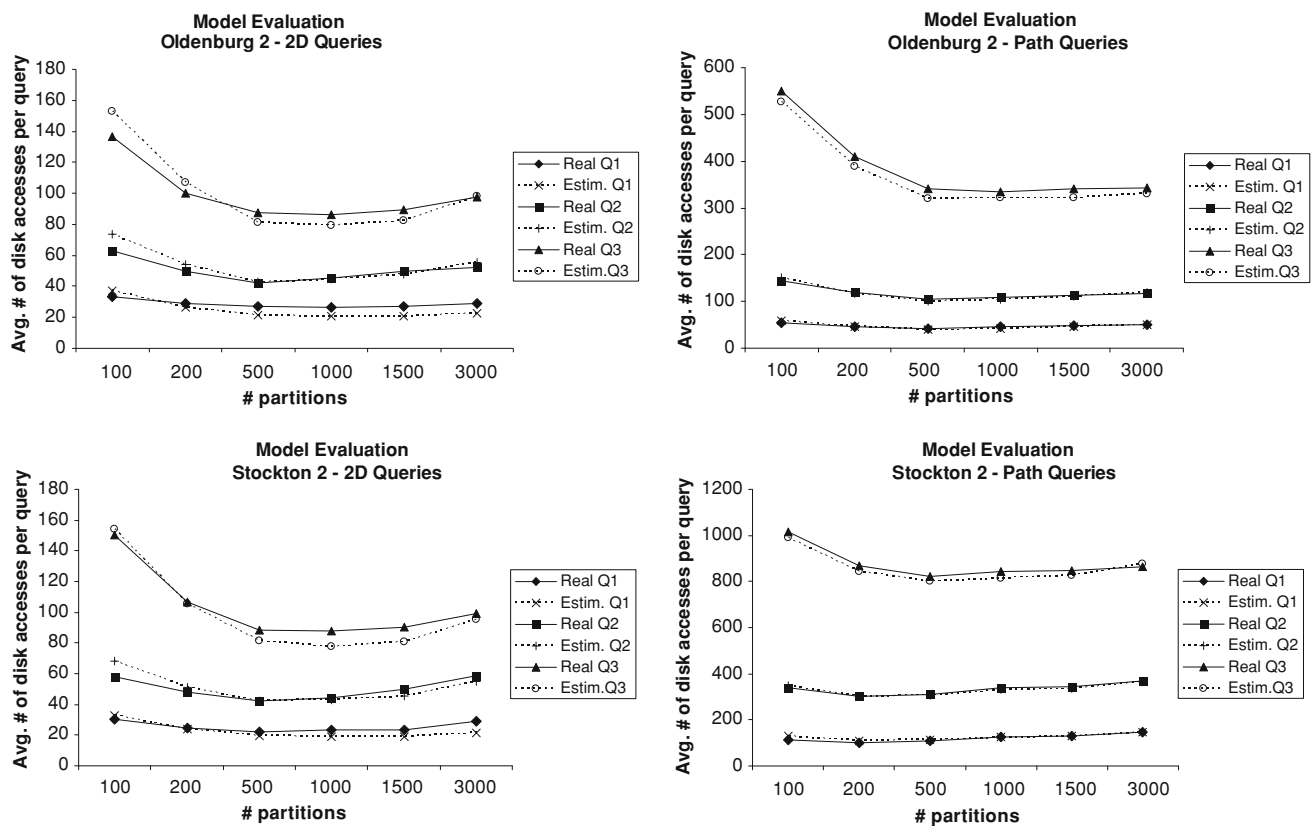 Model Evaluation
Oldenburg 2 - 2D Queries
Avg. # of disk accesses per query
180
160
140
120
100
80
60
40
20
0
100 200 500 1000 1500 3000
# partitions
Real Q1
Estim. Q1
Real Q2
Estim. Q2
Real Q3
Estim.Q3
Model Evaluation
Oldenburg 2 - Path Queries
Avg. # of disk accesses per query
600
500
400
300
200
100
0
100 200 500 1000 1500 3000
# partitions
Real Q1
Estim. Q1
Real Q2
Estim. Q2
Real Q3
Estim.Q3
Model Evaluation
Stockton 2 - 2D Queries
Avg. # of disk accesses per query
180
160
140
120
100
80
60
40
20
0
100 200 500 1000 1500 3000
# partitions
Real Q1
Estim. Q1
Real Q2
Estim. Q2
Real Q3
Estim.Q3
Model Evaluation
Stockton 2 - Path Queries
Avg. # of disk accesses per query
1200
1000
800
600
400
200
0
100 200 500 1000 1500 3000
# partitions
Real Q1
Estim. Q1
Real Q2
Estim. Q2
Real Q3
Estim.Q3